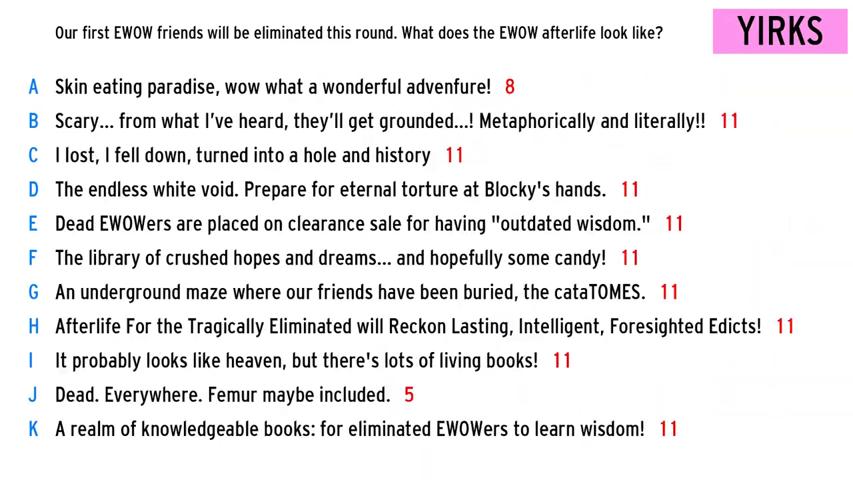 Our first EWOW friends will be eliminated this round. What does the EWOW afterlife look like?
YIRKS
A Skin eating paradise, wow what a wonderful advenfure! 8
B Scary... from what I've heard, they'll get grounded...! Metaphorically and literally!! 11
C I lost, I fell down, turned into a hole and history 11
D The endless white void. Prepare for eternal torture at Blocky's hands. 11
E Dead EWOWers are placed on clearance sale for having "outdated wisdom." 11
F The library of crushed hopes and dreams... and hopefully some candy! 11
G An underground maze where our friends have been buried, the cataTOMES. 11
H Afterlife For the Tragically Eliminated will Reckon Lasting, Intelligent, Foresighted Edicts! 11
I It probably looks like heaven, but there's lots of living books! 11
J Dead. Everywhere. Femur maybe included. 5
K A realm of knowledgeable books: for eliminated EWOWers to learn wisdom! 11